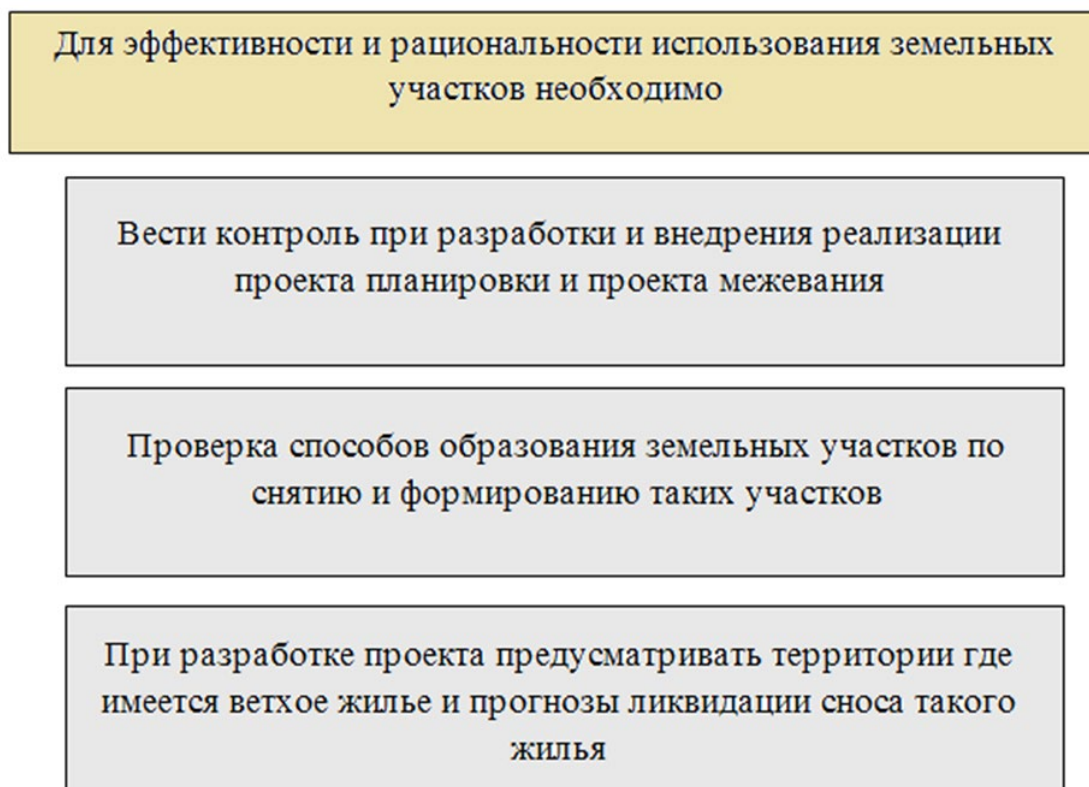 Для эффективности и рациональности использования земельных
участков необходимо
Вести контроль при разработки и внедрения реализации
проекта планировки и проекта межевания
Проверка способов образования земельных участков по
снятию и формированию таких участков
При разработке проекта предусматривать территории где
имеется ветхое жилье и прогнозы ликвидации сноса такого
жилья